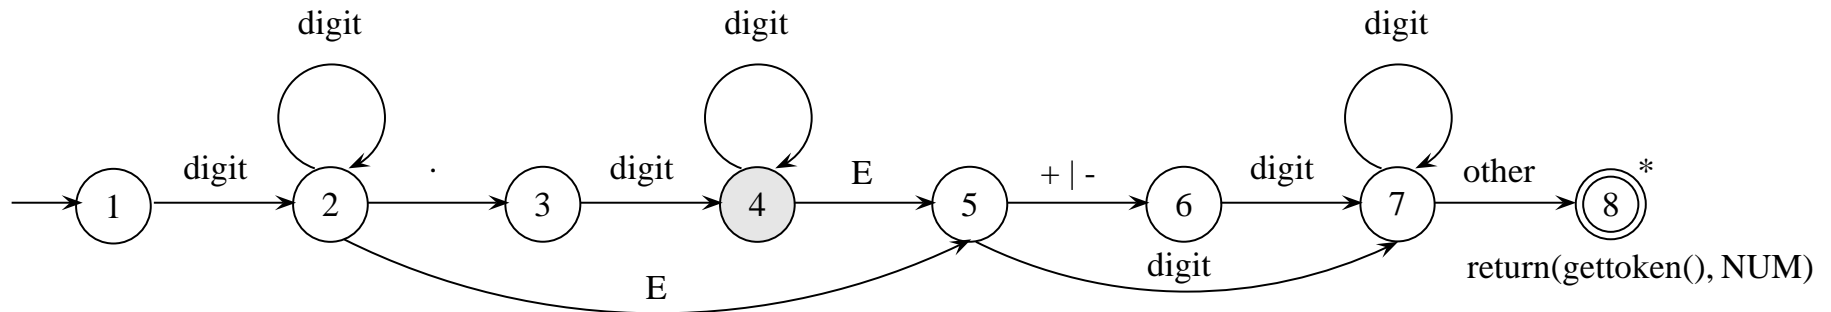 digit digit digit
digit . digit E + | - digit other *
1 2 3 4 5 6 7 8
E digit return(gettoken(), NUM)